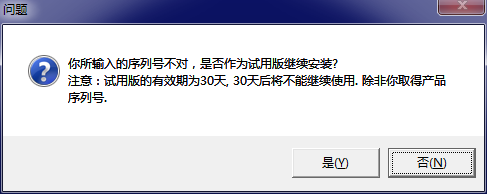 问题
你所输入的序列号不对，是否作为试用版继续安装?
注意：试用版的有效期为30天, 30天后将不能继续使用. 除非你取得产品
序列号.
是(Y)
否(N)